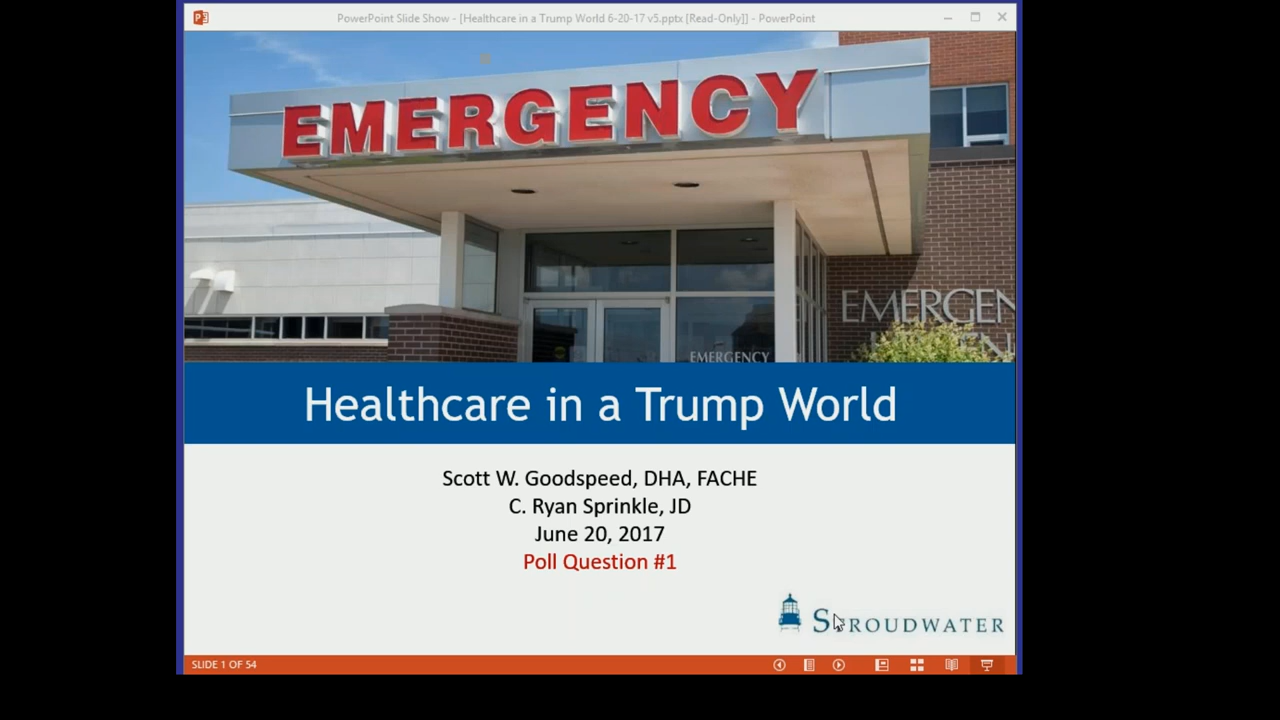 PowerPoint Slide Show - [Healthcare in a Trump World 6-20-17 v5.pptx [Read-Only]] - PowerPoint
EMERGENCY
EMERGEN
EMERGENCY
Healthcare in a Trump World
Scott W. Goodspeed, DHA, FACHE
C. Ryan Sprinkle, JD
June 20, 2017
Poll Question #1
STROUDWATER
SLIDE 1 OF 54